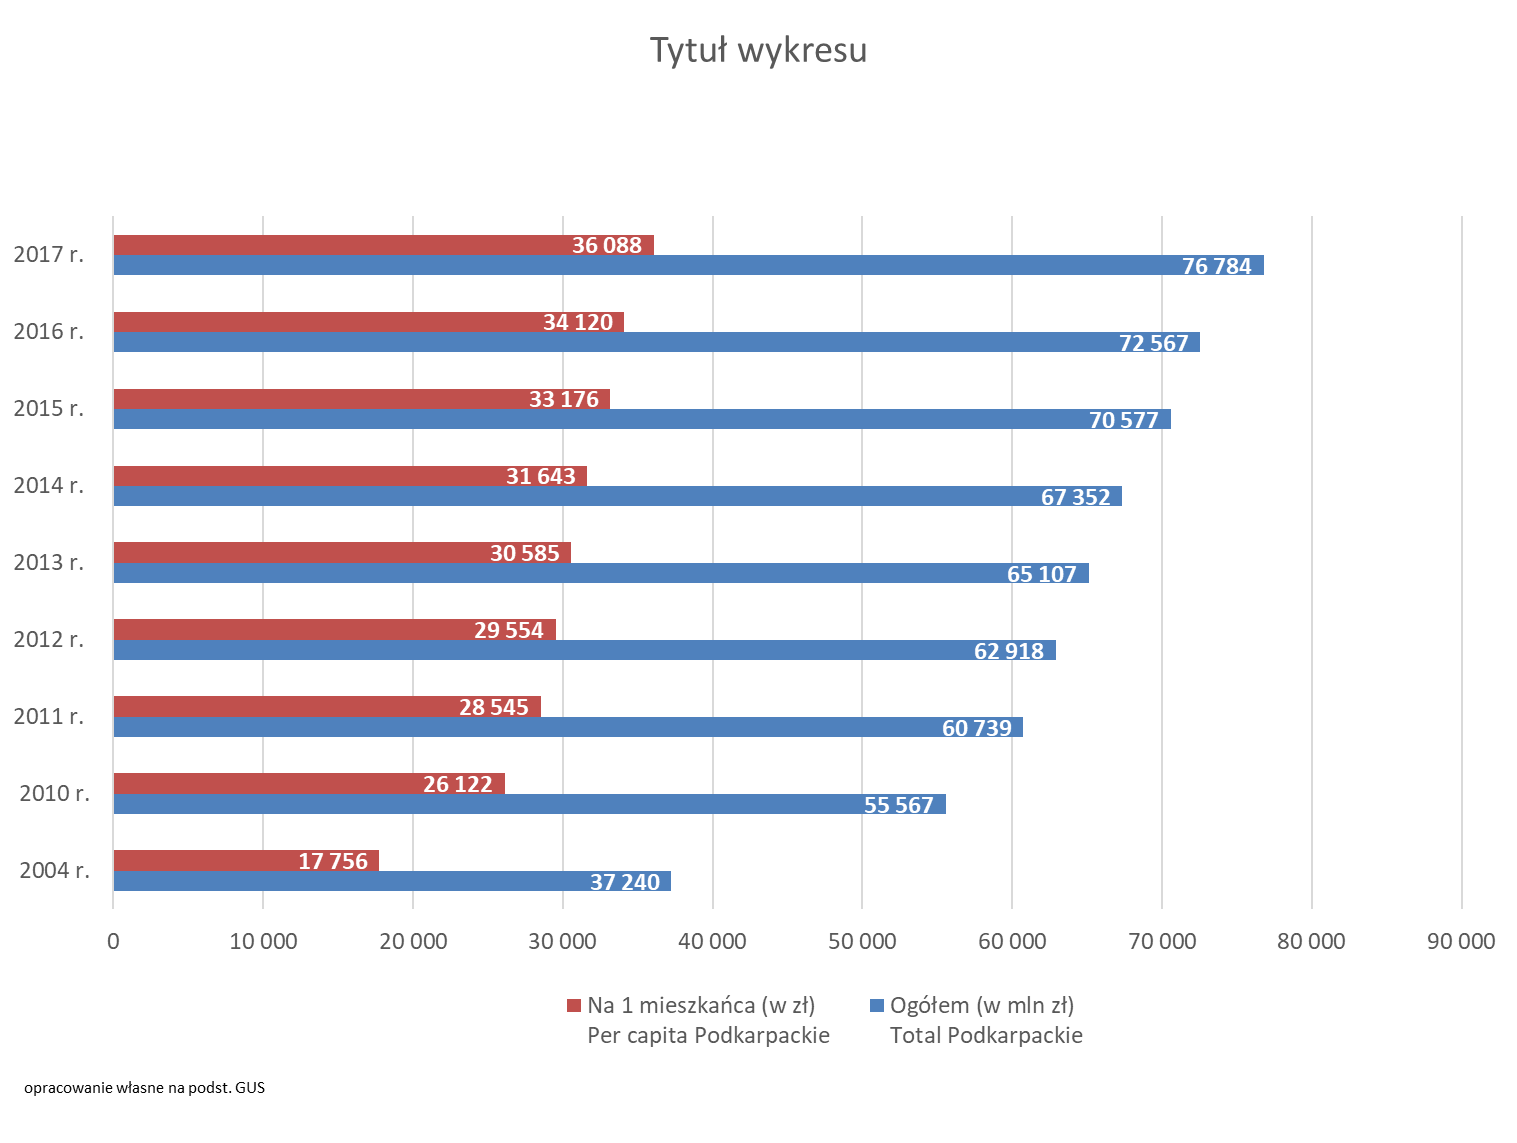 Tytuł wykresu
2017 r.
36 088
76 784
2016 r.
34 120
72 567
2015 r.
33 176
70 577
2014 r.
31 643
67 352
2013 r.
30 585
65 107
2012 r.
29 554
62 918
2011 r.
28 545
60 739
2010 r.
26 122
55 567
2004 r.
17 756
37 240
0 10 000 20 000 30 000 40 000 50 000 60 000 70 000 80 000 90 000
Na 1 mieszkańca (w zł)
Per capita Podkarpackie
Ogółem (w mln zł)
Total Podkarpackie
opracowanie własne na podst. GUS